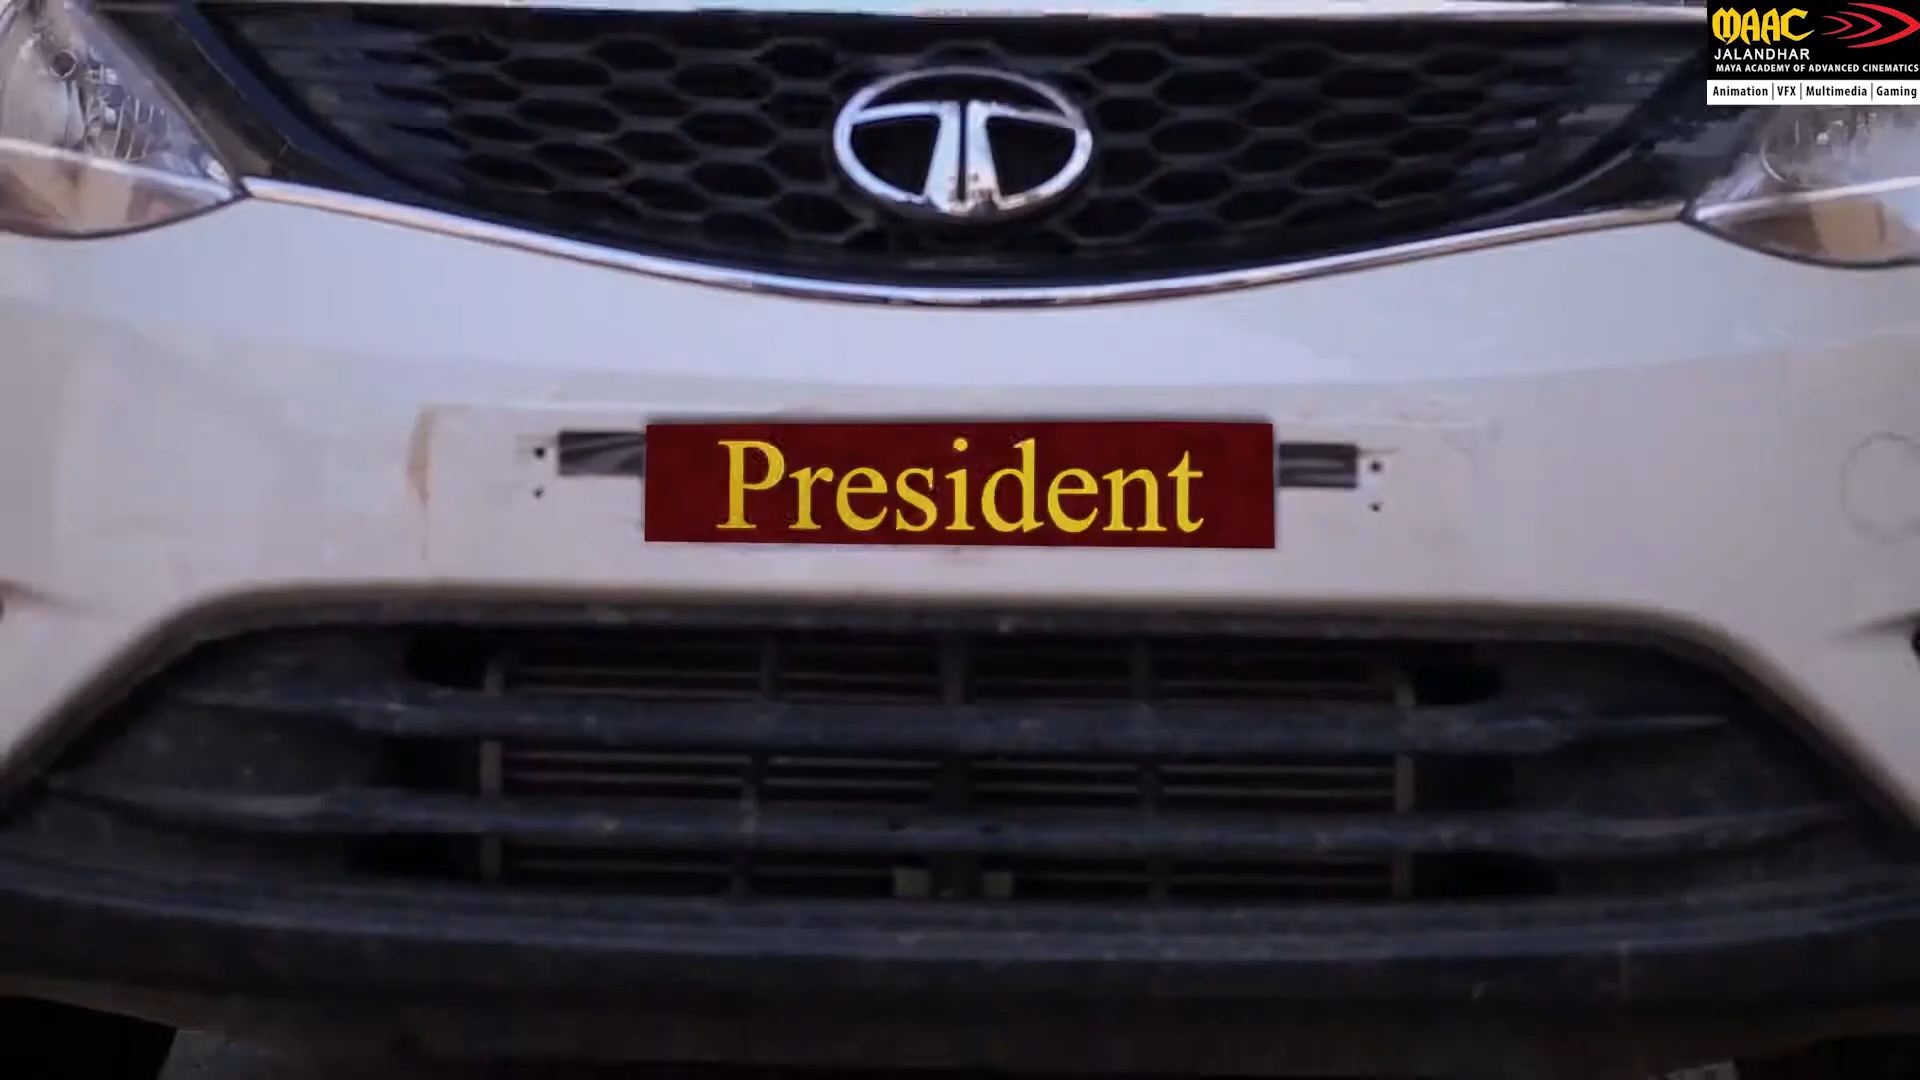 MAAC
JALANDHAR
MAYA ACADEMY OF ADVANCED CINEMATICS
Animation | VFX | Multimedia | Gaming
President